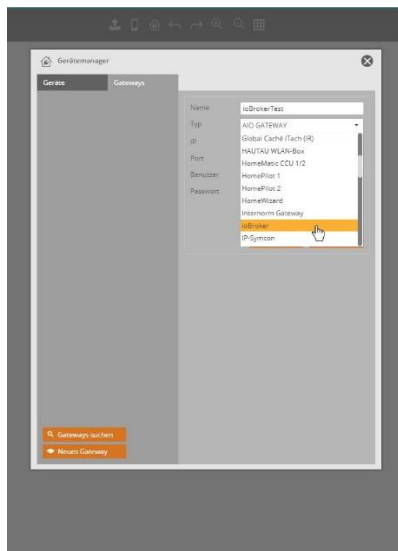 Gerätemanager
Geräte
Gateways
Name
ioBrokerTest
Typ
AIO GATEWAY
IP
Global Caché iTach (IR)
HAUTAU WLAN-Box
Port
HomeMatic CCU 1/2
Benutzer
HomePilot 1
HomePilot 2
Passwort
HomeWizard
Internorm Gateway
ioBroker
IP-Symcon
Gateways suchen
Neues Gateway